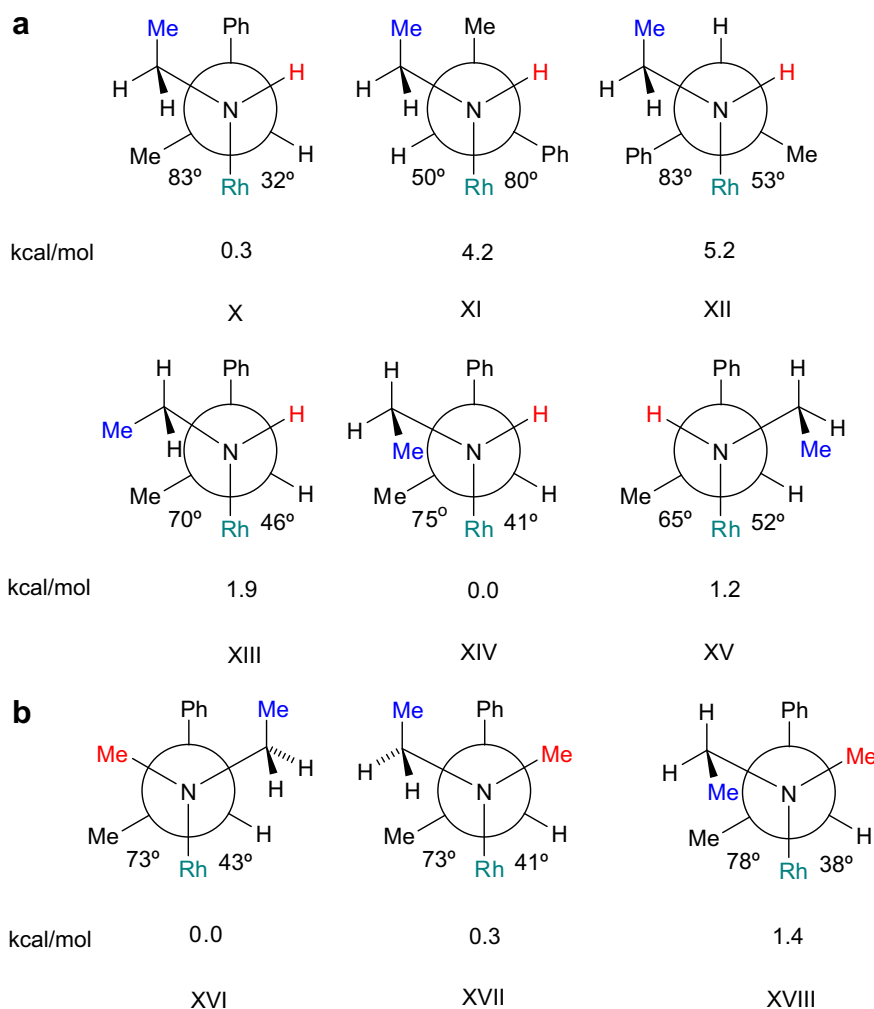 a
Me Ph Me Me Me H
H H H
H H N H H N H H N
Me H H Ph Ph Me
83º Rh 32º 50º Rh 80º 83º Rh 53º
kcal/mol 0.3 4.2 5.2
X XI XII
H Ph H Ph Ph H
H H H
Me H N H Me N N Me H
Me H Me H Me H
70º Rh 46º 75º Rh 41º 65º Rh 52º
kcal/mol 1.9 0.0 1.2
XIII XIV XV
b
Ph Me Me Ph H Ph
Me H Me Me
N H H H N H Me N
Me H Me H Me H
73º Rh 43º 73º Rh 41º 78º Rh 38º
kcal/mol 0.0 0.3 1.4
XVI XVII XVIII